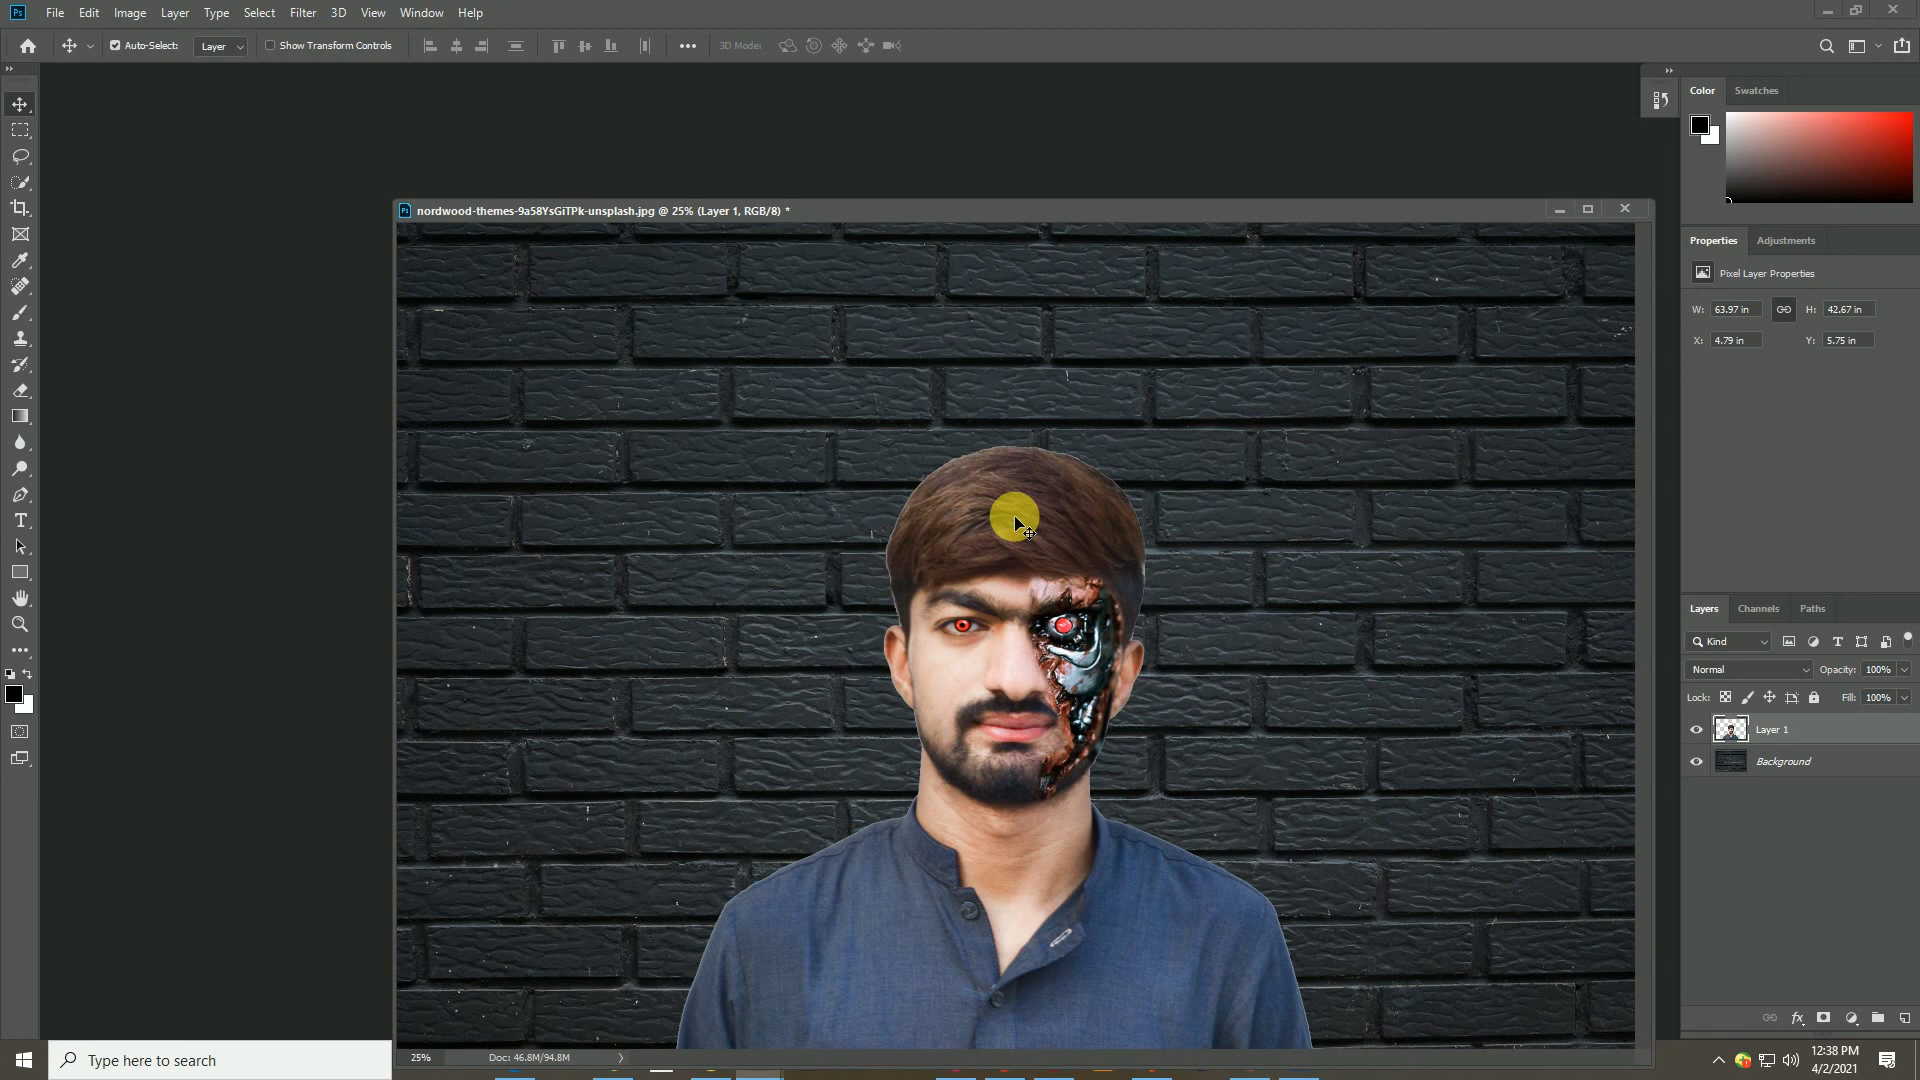 Ps File Edit Image Layer Type Select Filter 3D View Window Help
Auto-Select: Layer Show Transform Controls 3D Mode:
Color Swatches
Ps nordwood-themes-9a58YsGiTPk-unsplash.jpg @ 25% (Layer 1, RGB/8) *
Properties Adjustments
Pixel Layer Properties
W: 63.97 in H: 42.67 in
X: 4.79 in Y: 5.75 in
T
Layers Channels Paths
Kind T
Normal Opacity: 100%
Lock: Fill: 100%
Layer 1
Background
fx
25% Doc: 46.8M/94.8M
Type here to search
12:38 PM
4/2/2021